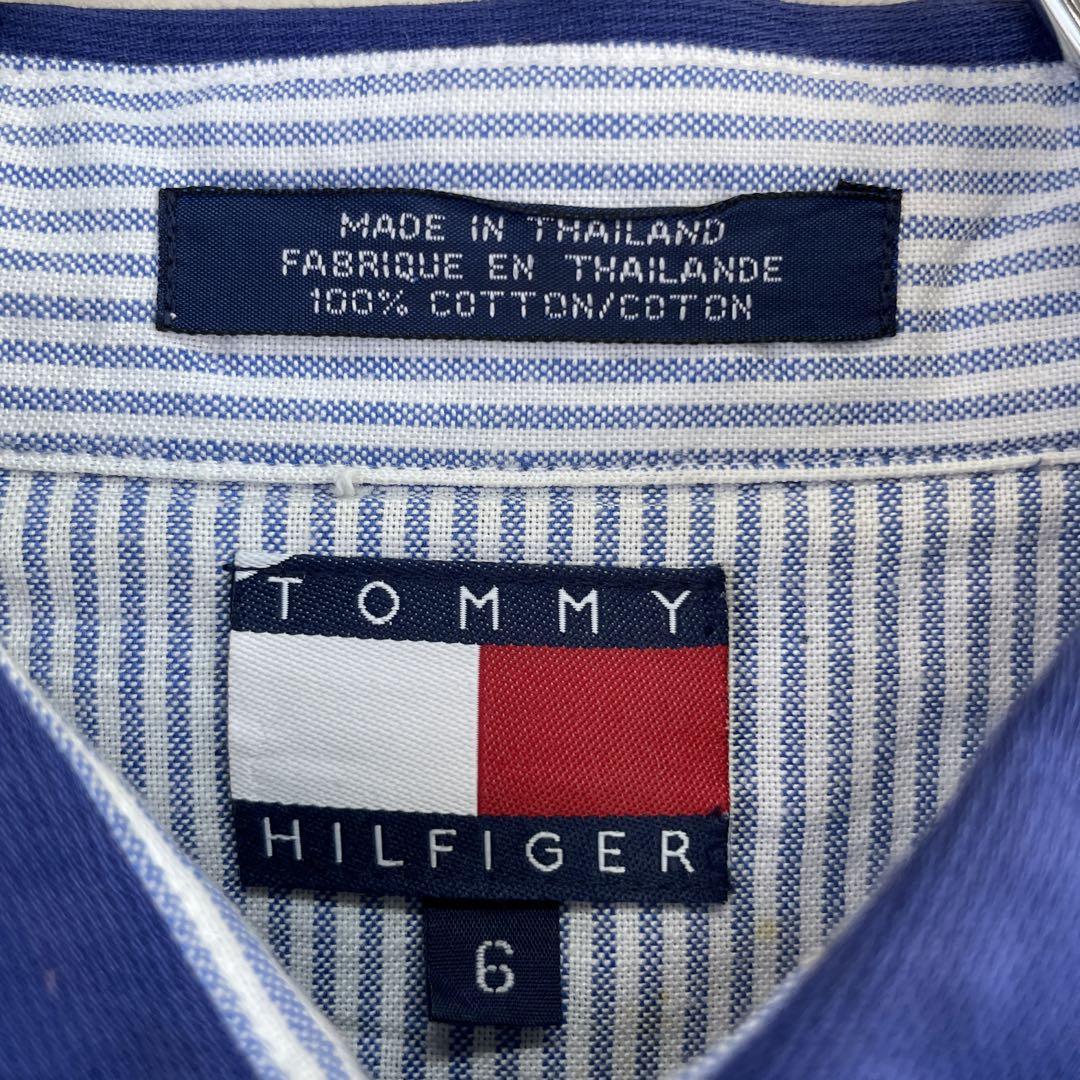 MADE IN THAILAND
FABRIQUE EN THAILANDE
100% COTTON/COTON
TOMMY
HILFIGER
6